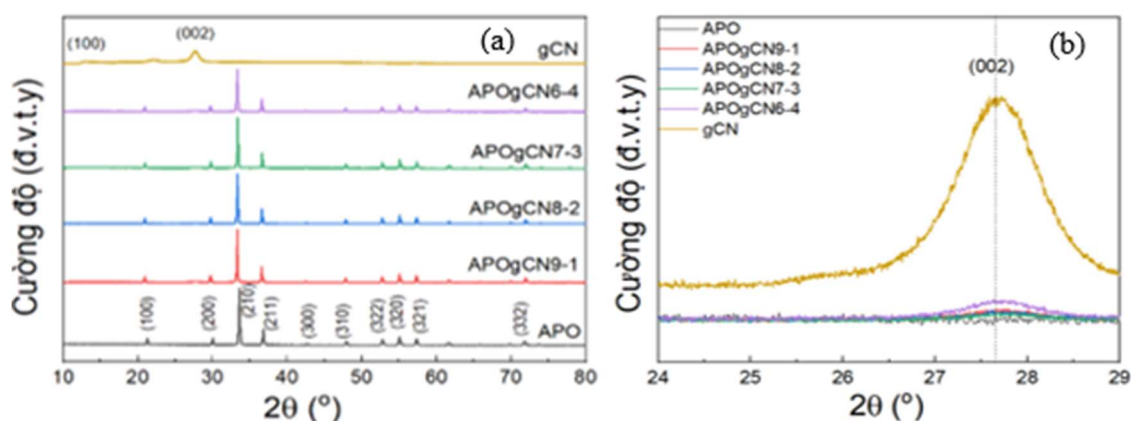 (a)
(100)
(002)
gCN
APOgCN6-4
APOgCN7-3
APOgCN8-2
APOgCN9-1
(100)
(200)
(210)
(211)
(300)
(310)
(322)
(320)
(321)
(332)
APO
Cường độ (đ.v.t.y)
10 20 30 40 50 60 70 80
2θ (°)
(b)
APO
APOgCN9-1
APOgCN8-2
APOgCN7-3
APOgCN6-4
gCN
(002)
Cường độ (đ.v.t.y)
24 25 26 27 28 29
2θ (°)